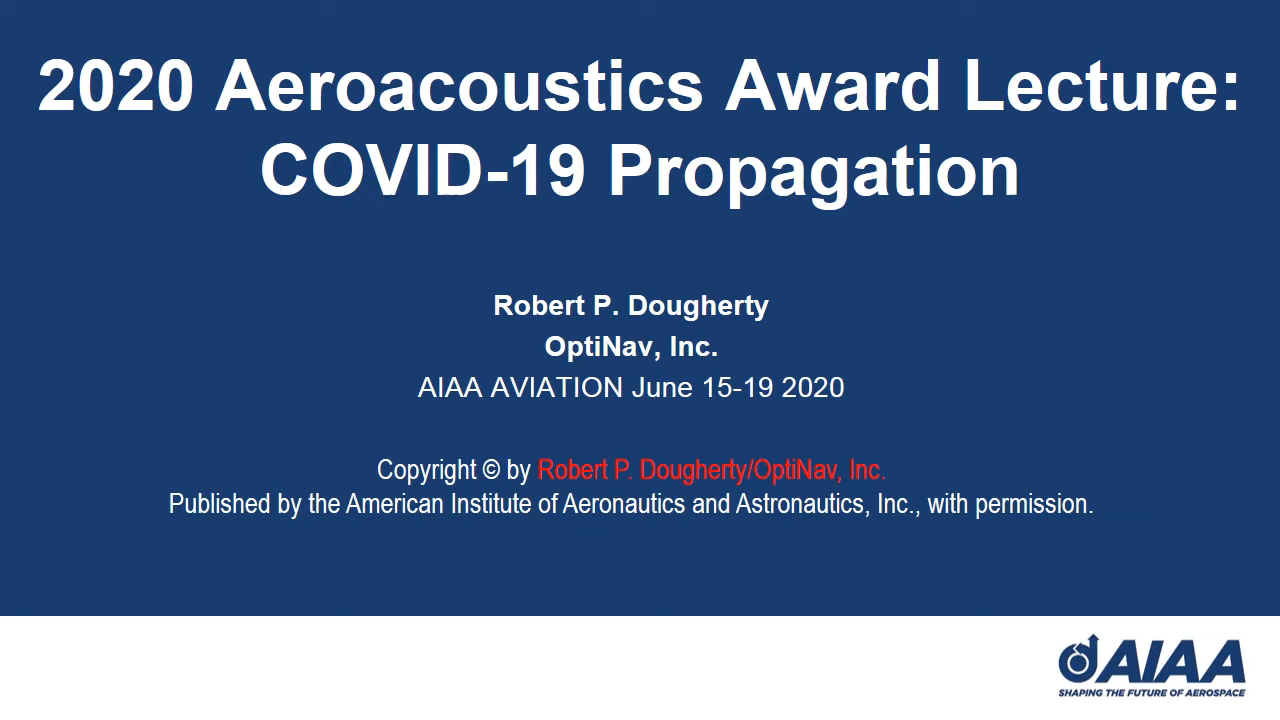 2020 Aeroacoustics Award Lecture:
COVID-19 Propagation
Robert P. Dougherty
OptiNav, Inc.
AIAA AVIATION June 15-19 2020
Copyright © by Robert P. Dougherty/OptiNav, Inc.
Published by the American Institute of Aeronautics and Astronautics, Inc., with permission.
AIAA
SHAPING THE FUTURE OF AEROSPACE